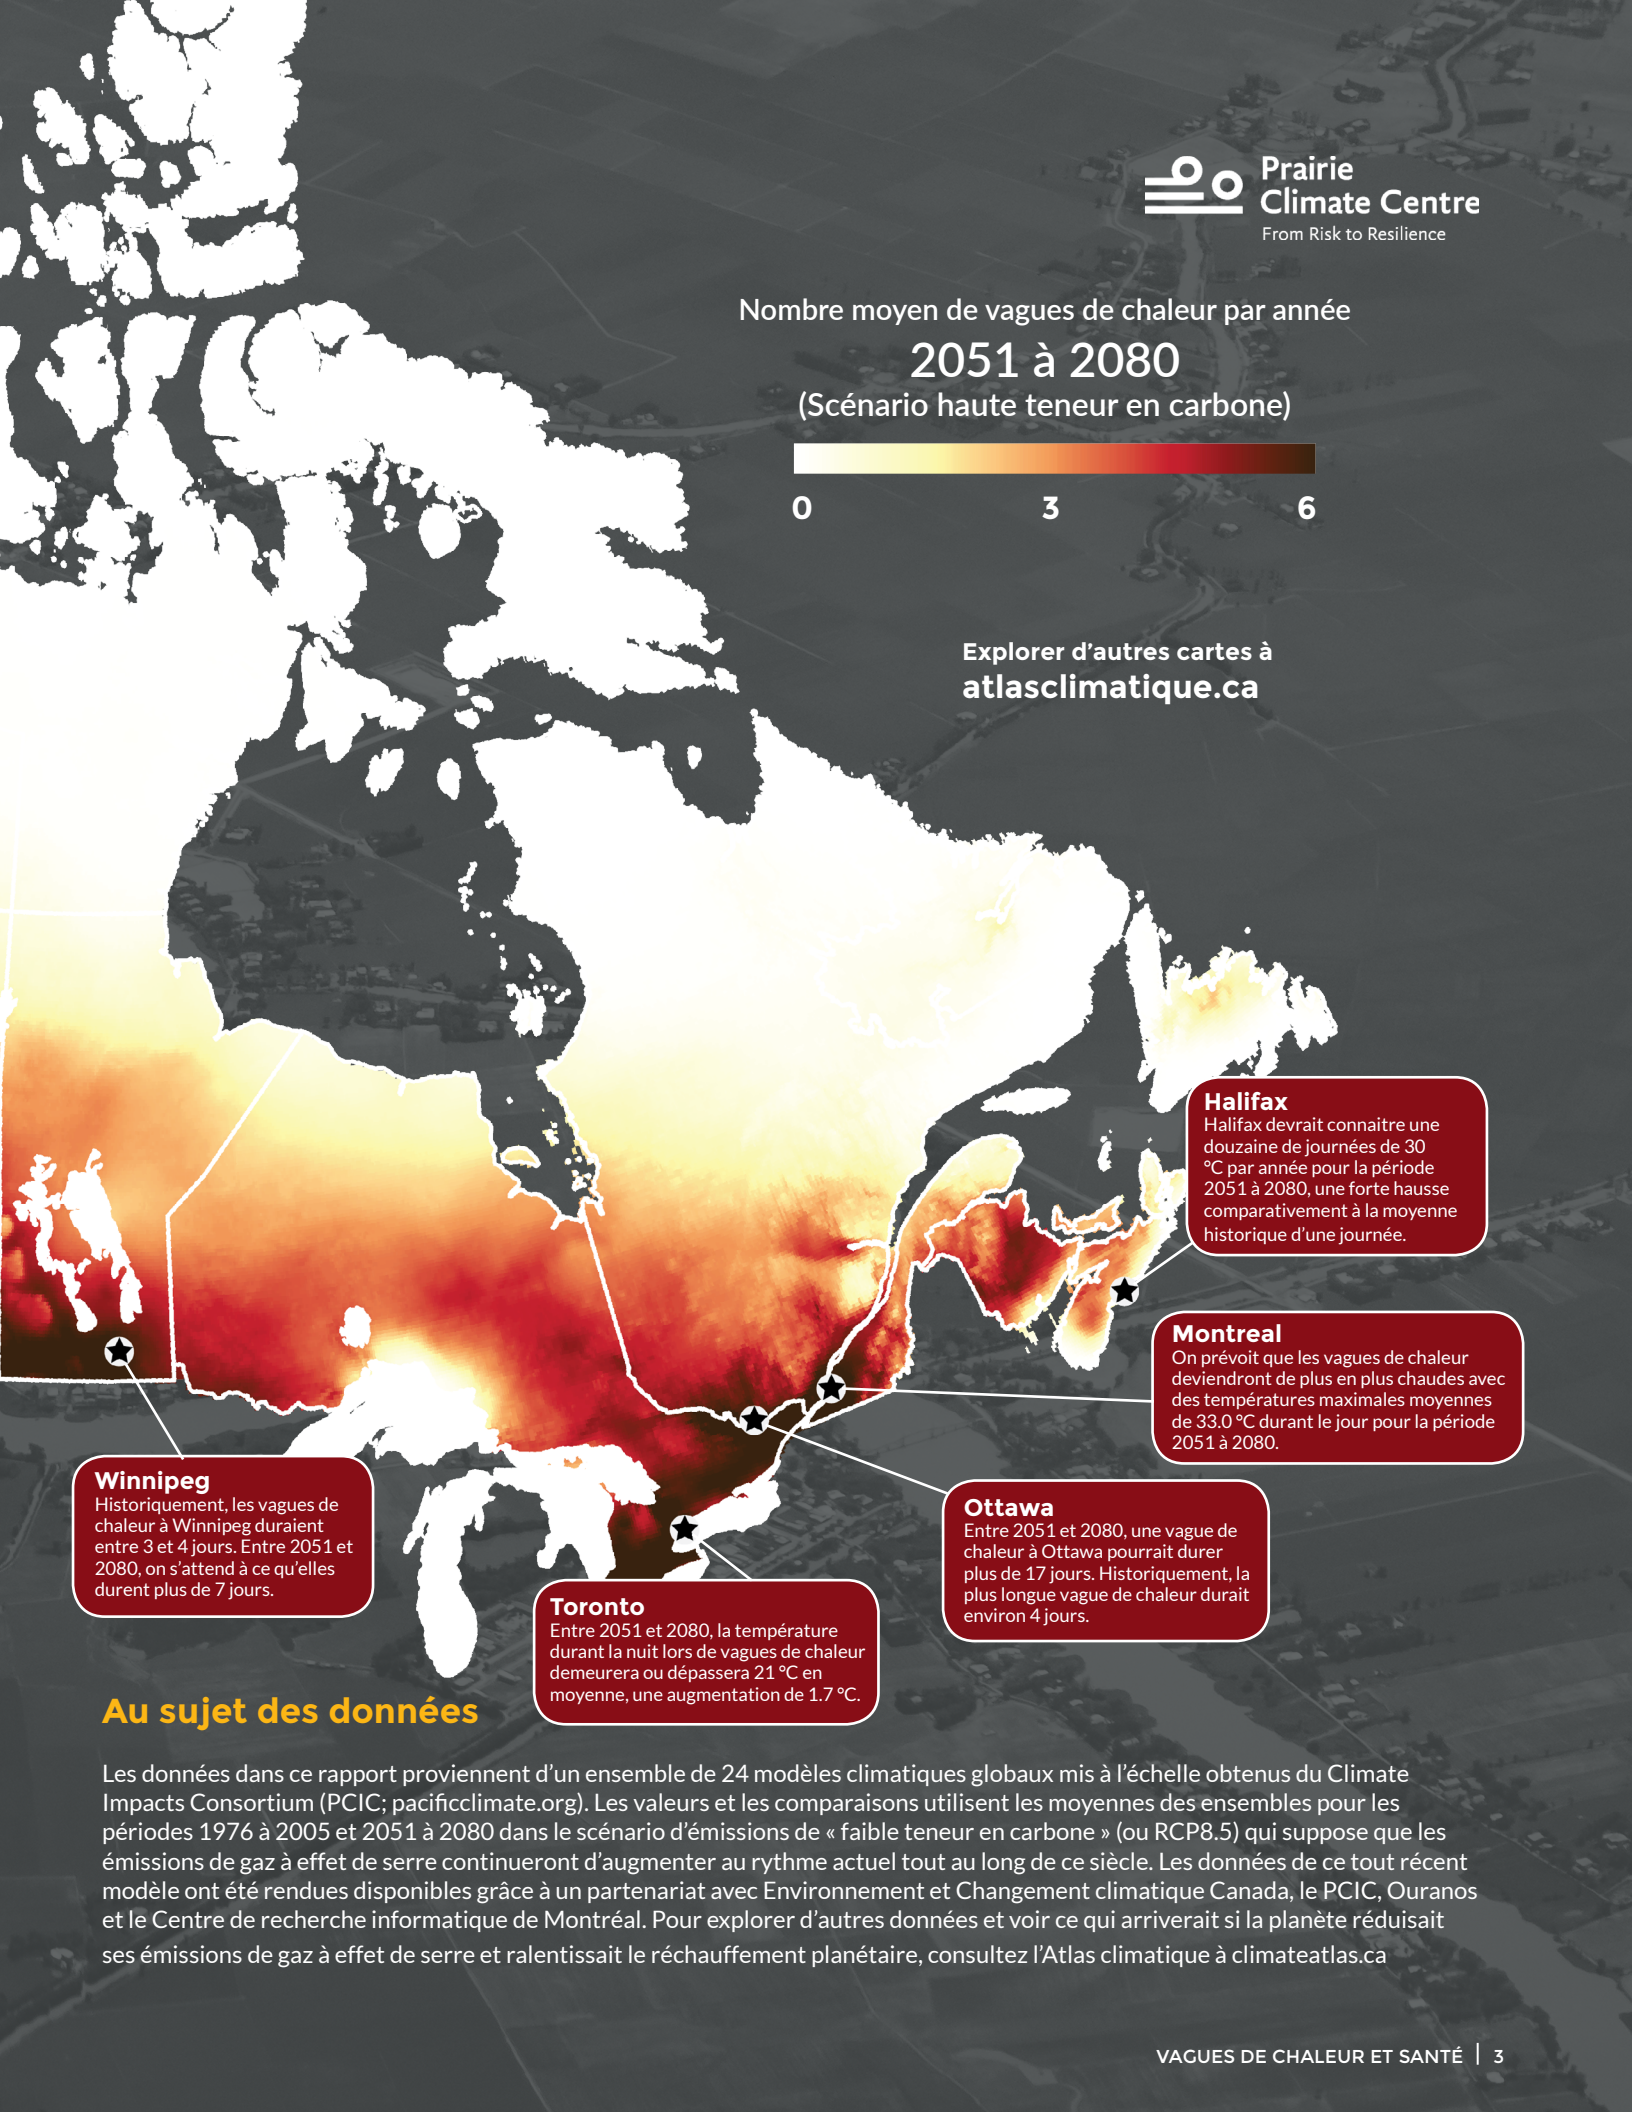 Prairie
Climate Centre
From Risk to Resilience
Nombre moyen de vagues de chaleur par année
2051 à 2080
(Scénario haute teneur en carbone)
0 3 6
Explorer d'autres cartes à
atlasclimatique.ca
Halifax
Halifax devrait connaitre une
douzaine de journées de 30
°C par année pour la période
2051 à 2080, une forte hausse
comparativement à la moyenne
historique d'une journée.
Montreal
On prévoit que les vagues de chaleur
deviendront de plus en plus chaudes avec
des températures maximales moyennes
de 33.0 °C durant le jour pour la période
2051 à 2080.
Winnipeg
Historiquement, les vagues de
chaleur à Winnipeg duraient
entre 3 et 4 jours. Entre 2051 et
2080, on s'attend à ce qu'elles
durent plus de 7 jours.
Ottawa
Entre 2051 et 2080, une vague de
chaleur à Ottawa pourrait durer
plus de 17 jours. Historiquement, la
plus longue vague de chaleur durait
environ 4 jours.
Toronto
Entre 2051 et 2080, la température
durant la nuit lors de vagues de chaleur
demeurera ou dépassera 21 °C en
moyenne, une augmentation de 1.7 °C.
Au sujet des données
Les données dans ce rapport proviennent d'un ensemble de 24 modèles climatiques globaux mis à l'échelle obtenus du Climate
Impacts Consortium (PCIC; pacificclimate.org). Les valeurs et les comparaisons utilisent les moyennes des ensembles pour les
périodes 1976 à 2005 et 2051 à 2080 dans le scénario d'émissions de « faible teneur en carbone » (ou RCP8.5) qui suppose que les
émissions de gaz à effet de serre continueront d'augmenter au rythme actuel tout au long de ce siècle. Les données de ce tout récent
modèle ont été rendues disponibles grâce à un partenariat avec Environnement et Changement climatique Canada, le PCIC, Ouranos
et le Centre de recherche informatique de Montréal. Pour explorer d'autres données et voir ce qui arriverait si la planète réduisait
ses émissions de gaz à effet de serre et ralentissait le réchauffement planétaire, consultez l'Atlas climatique à climateatlas.ca
VAGUES DE CHALEUR ET SANTÉ | 3